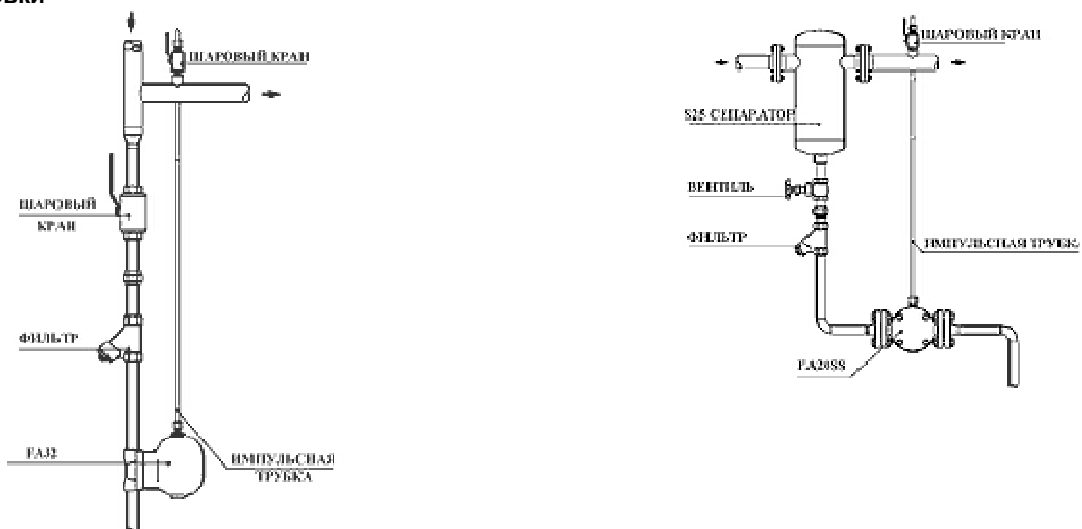 ШАРОВЫЙ КРАН
ШАРОВЫЙ
КРАН
ФИЛЬТР
FA32
ИМПУЛЬСНАЯ
ТРУБКА
ШАРОВЫЙ КРАН
S25 СЕПАРАТОР
ВЕНТИЛЬ
ФИЛЬТР
ИМПУЛЬСНАЯ ТРУБКА
FA20SS